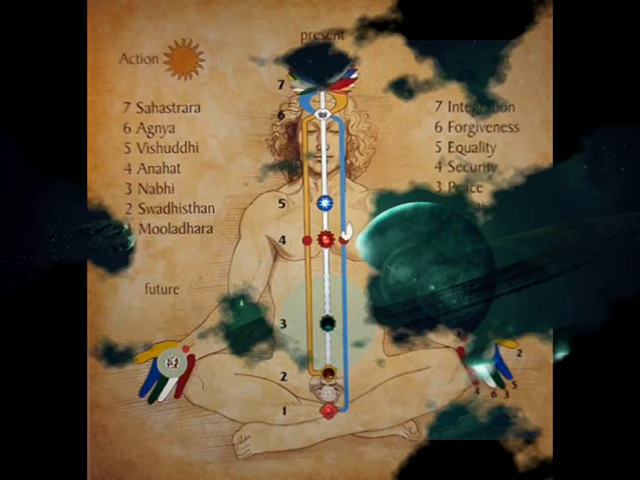 present
Action
7 Sahastrara
6 Agnya
5 Vishuddhi
4 Anahat
3 Nabhi
2 Swadhisthan
Mooladhara
7 Integration
6 Forgiveness
5 Equality
4 Security
3 Peace
future
7
6
5
4
3
2
1
2
5
4 6 3